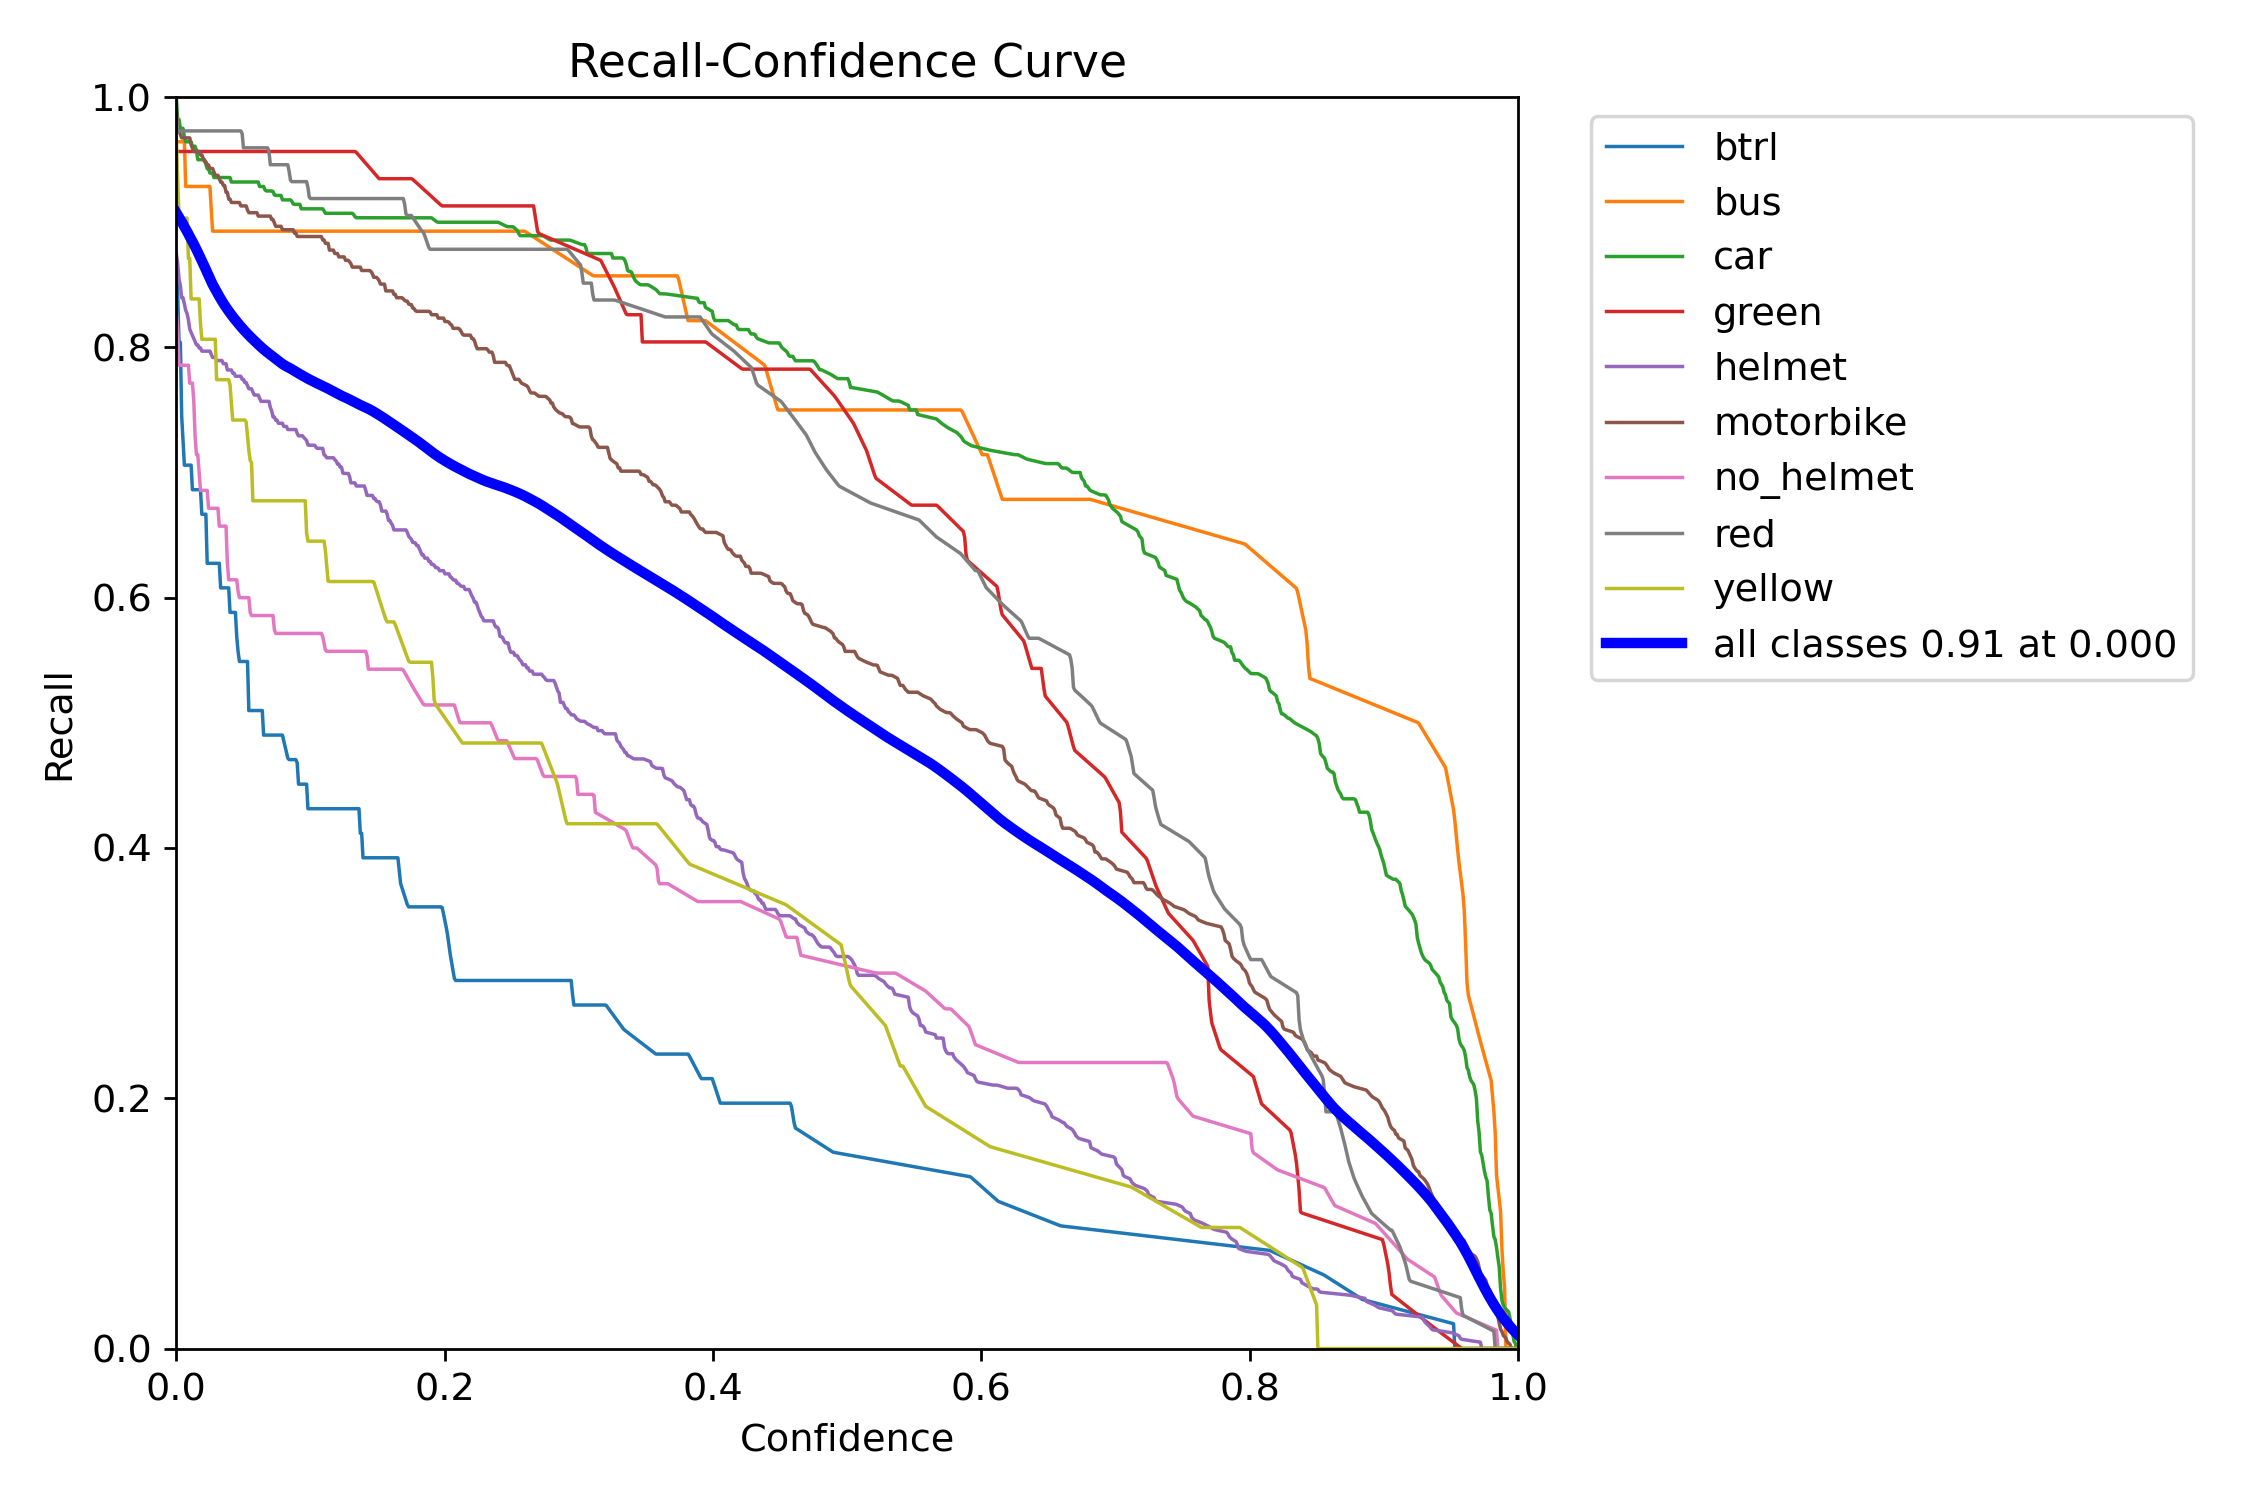 Recall-Confidence Curve
1.0
0.8
0.6
0.4
0.2
0.0
Recall
0.0 0.2 0.4 0.6 0.8 1.0
Confidence
btrl
bus
car
green
helmet
motorbike
no_helmet
red
yellow
all classes 0.91 at 0.000